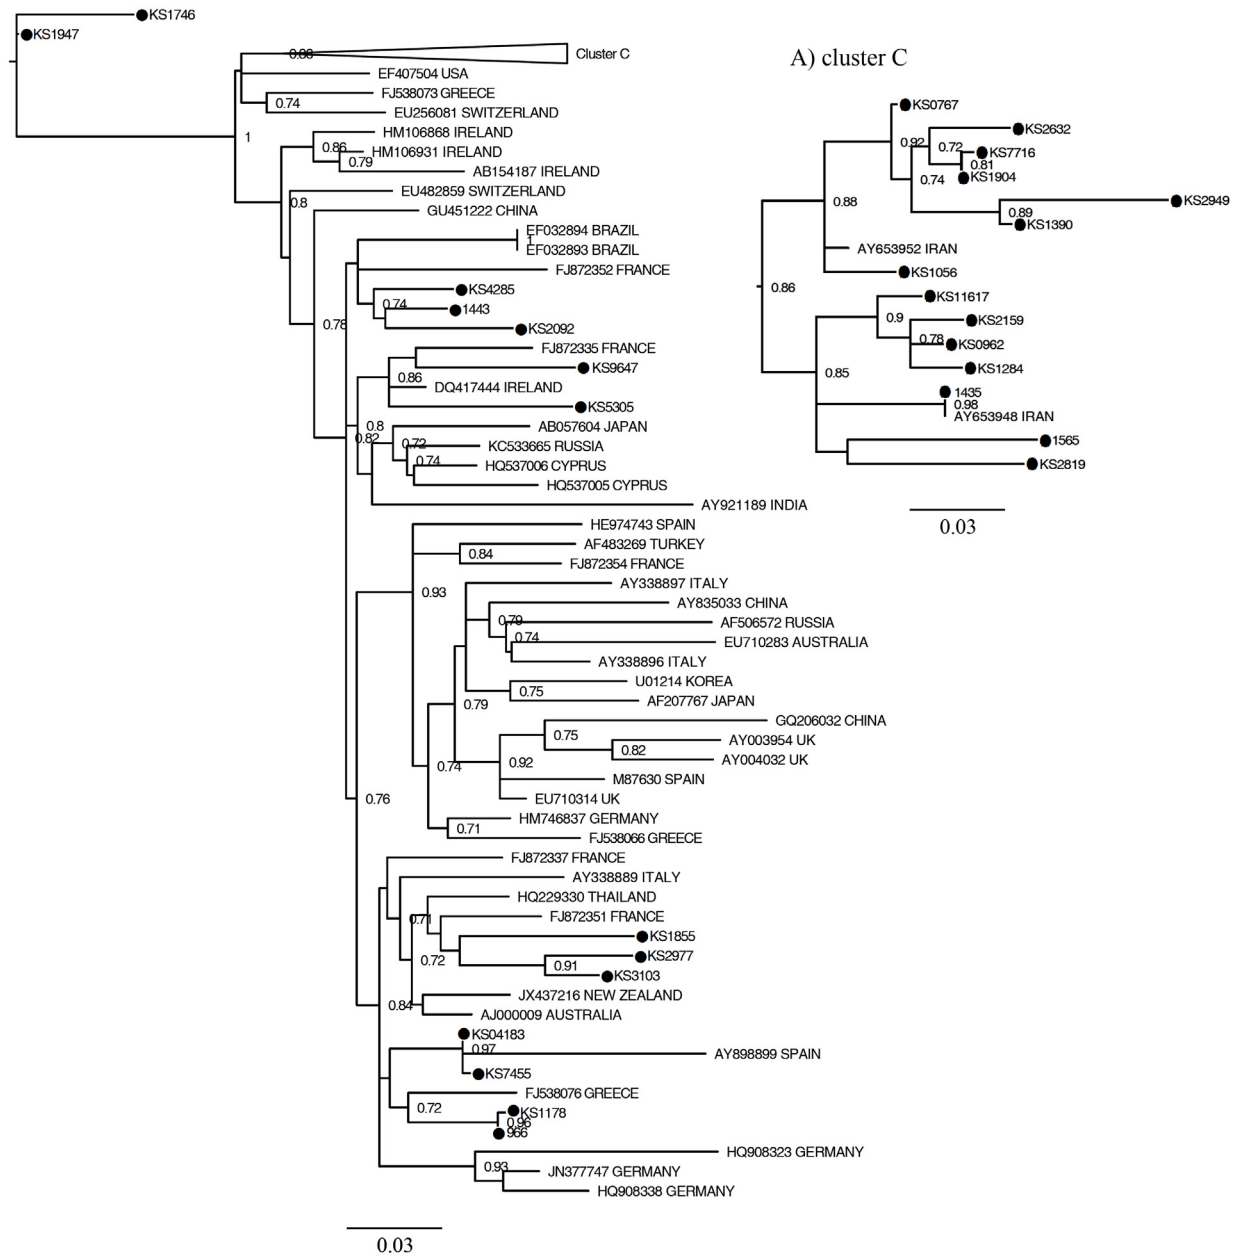 KS1746
KS1947
0.88
Cluster C
EF407504 USA
FJ538073 GREECE
0.74
EU256081 SWITZERLAND
1
HM106868 IRELAND
0.86
HM106931 IRELAND
0.79
AB154187 IRELAND
EU482859 SWITZERLAND
0.8
GU451222 CHINA
EF032894 BRAZIL
1
EF032893 BRAZIL
FJ872352 FRANCE
KS4285
0.74
1443
0.78
KS2092
FJ872335 FRANCE
KS9647
0.86
DQ417444 IRELAND
KS5305
0.8
AB057604 JAPAN
0.82
0.72
KC533665 RUSSIA
0.74
HQ537006 CYPRUS
HQ537005 CYPRUS
AY921189 INDIA
HE974743 SPAIN
AF483269 TURKEY
0.84
FJ872354 FRANCE
AY338897 ITALY
0.93
AY835033 CHINA
0.79
AF506572 RUSSIA
0.74
EU710283 AUSTRALIA
AY338896 ITALY
U01214 KOREA
0.75
AF207767 JAPAN
0.79
GQ206032 CHINA
0.75
AY003954 UK
0.82
AY004032 UK
0.92
0.74
M87630 SPAIN
EU710314 UK
0.76
HM746837 GERMANY
0.71
FJ538066 GREECE
FJ872337 FRANCE
AY338889 ITALY
HQ229330 THAILAND
0.71
FJ872351 FRANCE
KS1855
KS2977
0.72
0.91
KS3103
JX437216 NEW ZEALAND
0.84
AJ000009 AUSTRALIA
KS04183
0.97
AY898899 SPAIN
KS7455
FJ538076 GREECE
0.72
KS1178
0.96
966
HQ908323 GERMANY
0.93
JN377747 GERMANY
HQ908338 GERMANY
0.03
A) cluster C
KS0767
KS2632
0.92
0.72
KS7716
0.81
KS1904
0.74
0.88
KS2949
0.89
KS1390
AY653952 IRAN
KS1056
0.86
KS11617
0.9
KS2159
0.78
KS0962
KS1284
0.85
1435
0.98
AY653948 IRAN
1565
KS2819
0.03